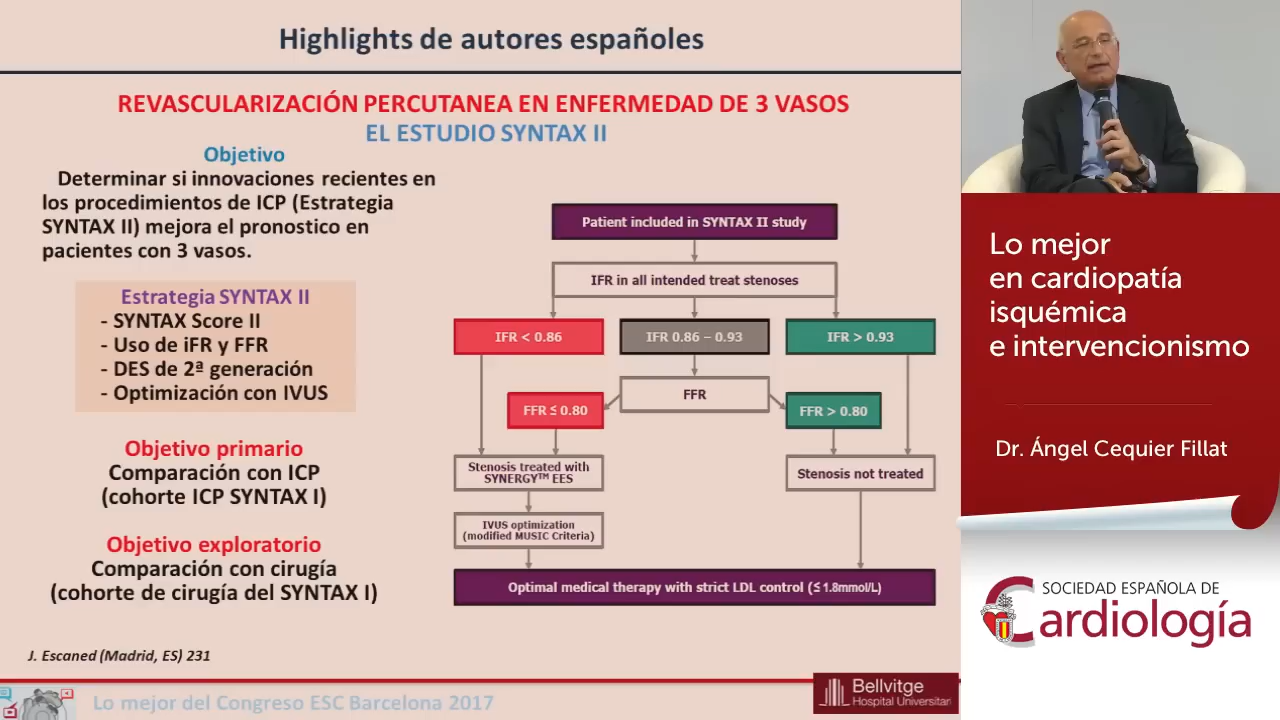 Highlights de autores españoles
REVASCULARIZACIÓN PERCUTANEA EN ENFERMEDAD DE 3 VASOS
EL ESTUDIO SYNTAX II
Objetivo
Determinar si innovaciones recientes en
los procedimientos de ICP (Estrategia
SYNTAX II) mejora el pronostico en
pacientes con 3 vasos.
Estrategia SYNTAX II
- SYNTAX Score II
- Uso de iFR y FFR
- DES de 2ª generación
- Optimización con IVUS
Objetivo primario
Comparación con ICP
(cohorte ICP SYNTAX I)
Objetivo exploratorio
Comparación con cirugía
(cohorte de cirugía del SYNTAX I)
Patient included in SYNTAX II study
IFR in all intended treat stenoses
IFR < 0.86
IFR 0.86 – 0.93
IFR > 0.93
FFR
FFR ≤ 0.80
FFR > 0.80
Stenosis treated with
SYNERGY™ EES
Stenosis not treated
IVUS optimization
(modified MUSIC Criteria)
Optimal medical therapy with strict LDL control (≤ 1.8mmol/L)
J. Escaned (Madrid, ES) 231
Lo mejor del Congreso ESC Barcelona 2017
Bellvitge
Hospital Universitari
Lo mejor
en cardiopatía
isquémica
e intervencionismo
Dr. Ángel Cequier Fillat
SOCIEDAD ESPAÑOLA DE
Cardiología